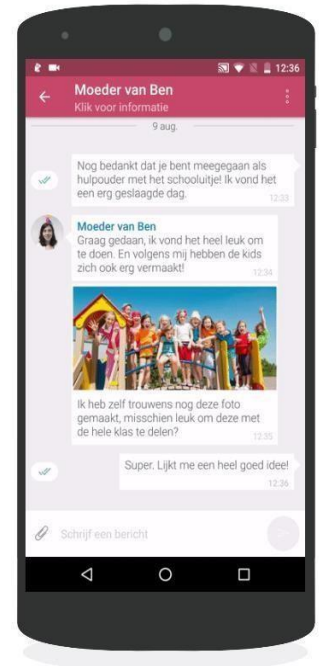 12:36
Moeder van Ben
Klik voor informatie
9 aug.
Nog bedankt dat je bent meegegaan als
hulpouder met het schooluitje! Ik vond het
een erg geslaagde dag.
12:33
Moeder van Ben
Graag gedaan, ik vond het heel leuk om
te doen. En volgens mij hebben de kids
zich ook erg vermaakt!
12:34
Ik heb zelf trouwens nog deze foto
gemaakt, misschien leuk om deze met
de hele klas te delen?
12:35
Super. Lijkt me een heel goed idee!
12:36
Schrijf een bericht